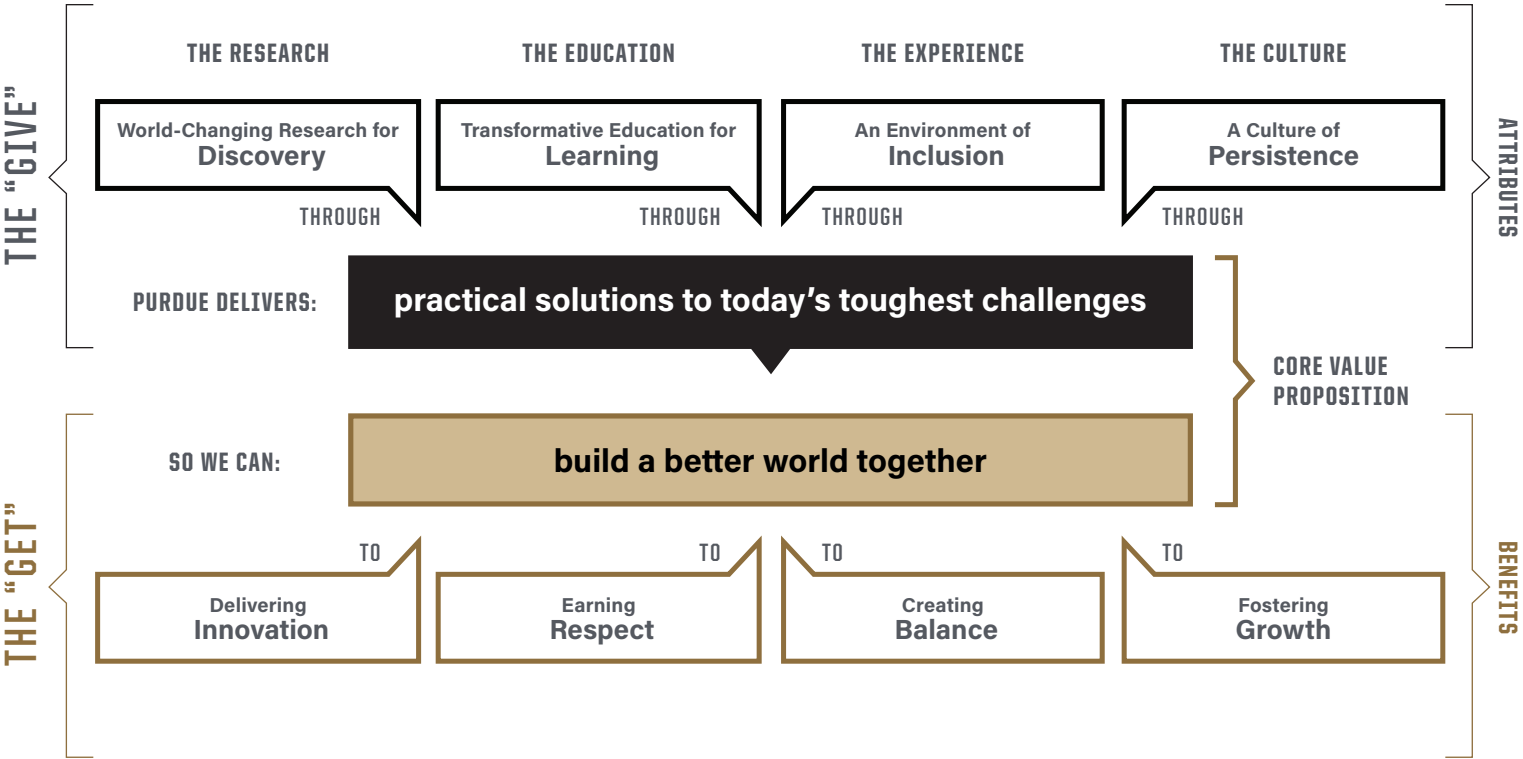 THE "GIVE"
THE RESEARCH
THE EDUCATION
THE EXPERIENCE
THE CULTURE
World-Changing Research for
Discovery
Transformative Education for
Learning
An Environment of
Inclusion
A Culture of
Persistence
ATTRIBUTES
THROUGH
THROUGH
THROUGH
THROUGH
PURDUE DELIVERS:
practical solutions to today's toughest challenges
CORE VALUE
PROPOSITION
SO WE CAN:
build a better world together
THE "GET"
TO
TO
TO
TO
Delivering
Innovation
Earning
Respect
Creating
Balance
Fostering
Growth
BENEFITS